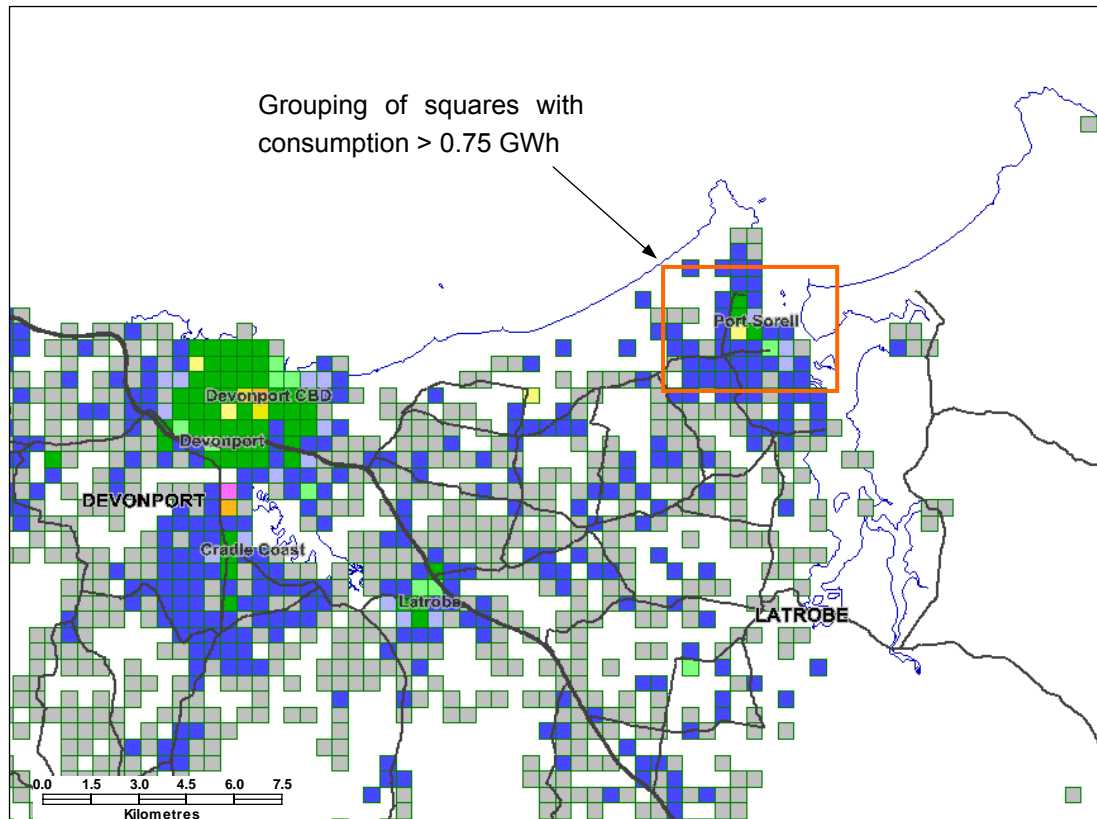 Grouping of squares with
consumption > 0.75 GWh
Port Sorell
Devonport CBD
Devonport
DEVONPORT
Cradle Coast
Latrobe
LATROBE
0.0 1.5 3.0 4.5 6.0 7.5
Kilometres